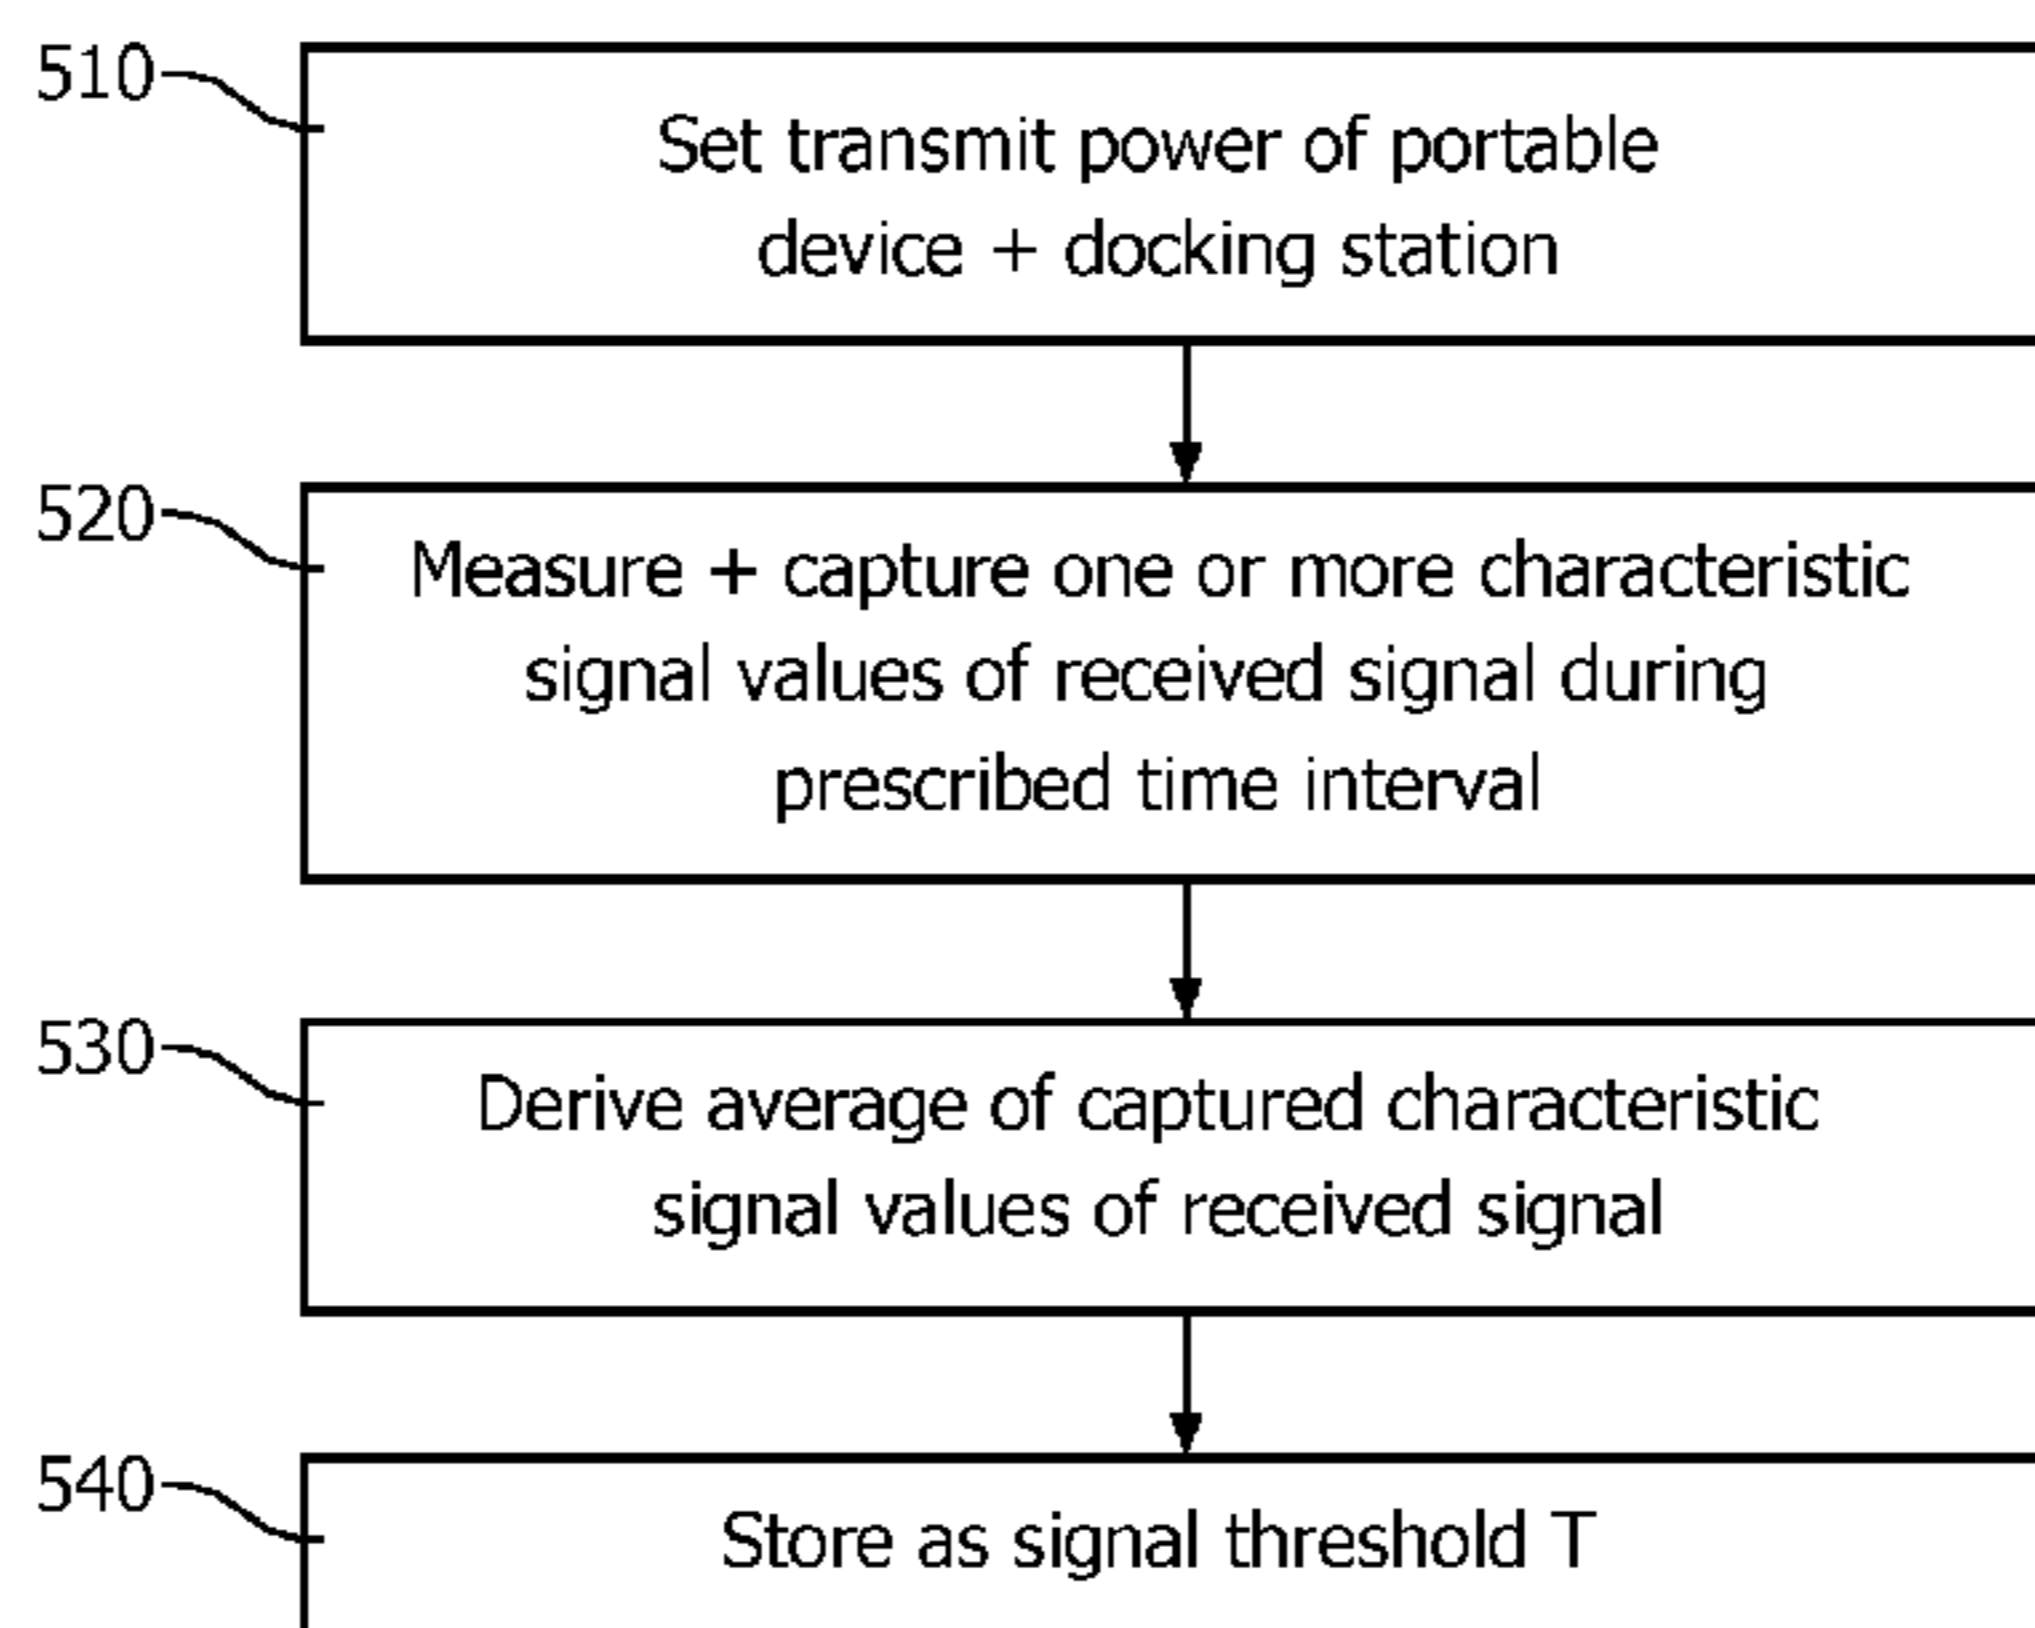 510
Set transmit power of portable
device + docking station
520
Measure + capture one or more characteristic
signal values of received signal during
prescribed time interval
530
Derive average of captured characteristic
signal values of received signal
540
Store as signal threshold T